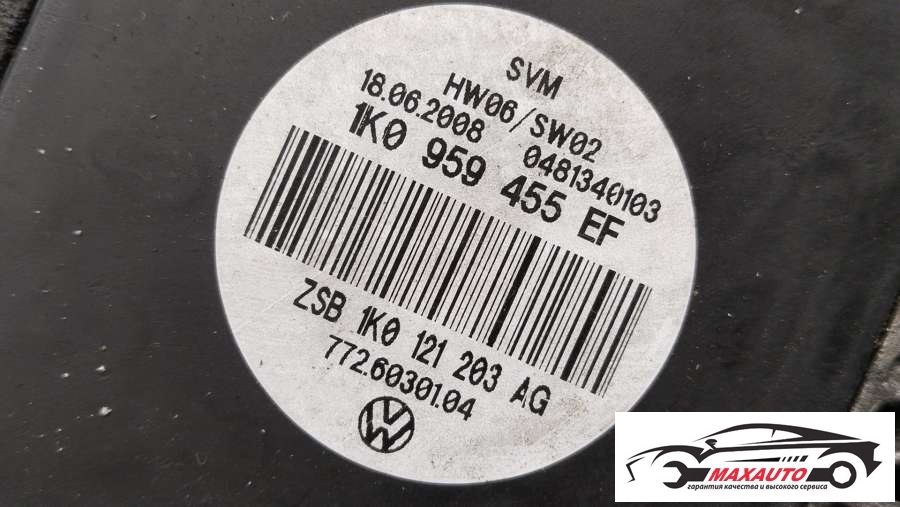 SVM
HW06/SW02
18.06.2008 0481340103
1K0 959 455 EF
ZSB 1K0 121 203 AG
772.60301.04
VW
MAXAUTO
гарантия качества и высокого сервиса